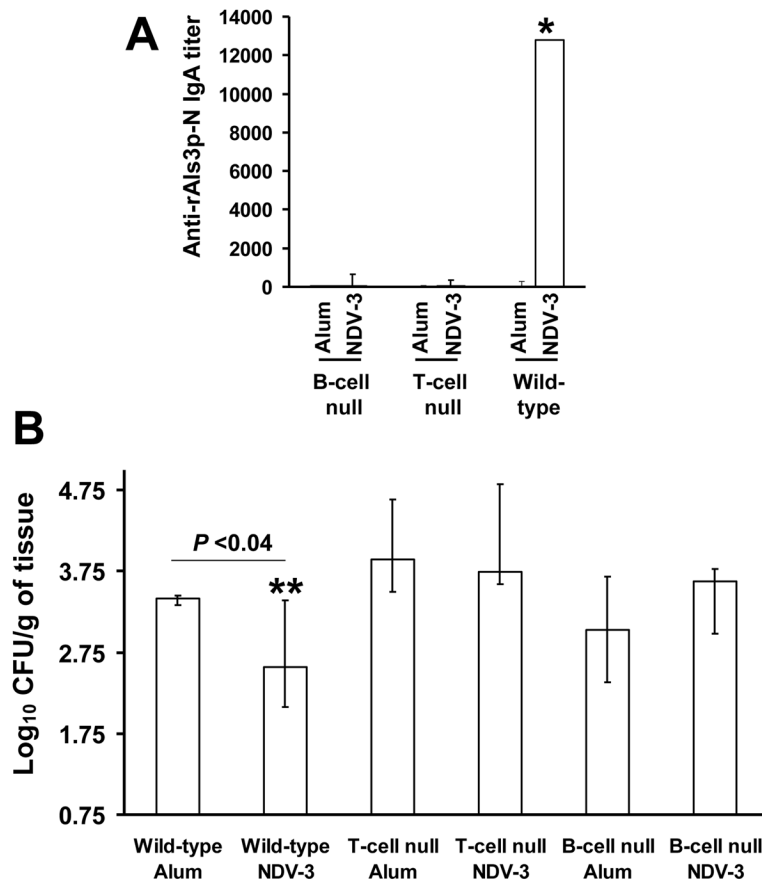 A
Anti-rAls3p-N IgA titer
14000
12000
10000
8000
6000
4000
2000
0
*
Alum
NDV-3
Alum
NDV-3
Alum
NDV-3
B-cell
null
T-cell
null
Wild-
type
B
Log10 CFU/g of tissue
4.75
3.75
2.75
1.75
0.75
P <0.04
**
Wild-type
Alum
Wild-type
NDV-3
T-cell null
Alum
T-cell null
NDV-3
B-cell null
Alum
B-cell null
NDV-3